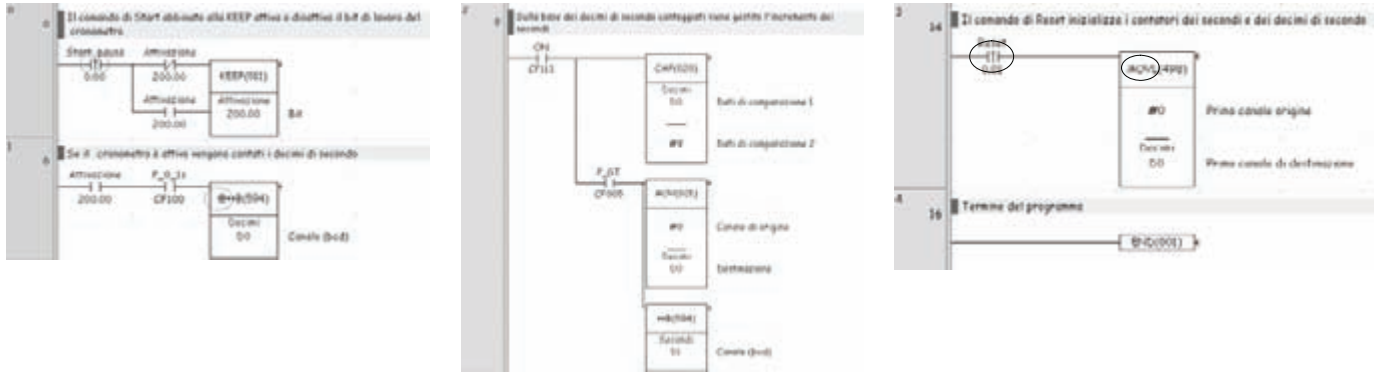 0
0
Il comando di Start abbinato alla KEEP attiva e disattiva il bit di lavoro del
cronometro
Start_pausa
Attivazione
0.00
200.00
KEEP(011)
Attivazione
200.00
Attivazione
200.00
Bit
1
6
Se il cronometro è attivo vengono contati i decimi di secondo
Attivazione
P_0_1s
200.00
CF100
@++B(594)
Decimi
D0
Canale (bcd)
2
9
Sulla base dei decimi di secondo conteggiati viene gestito l'incremento dei
secondi
ON
CF113
CMP(020)
Decimi
D0
Dati di comparazione 1
#9
Dati di comparazione 2
P_GT
CF005
MOV(021)
#0
Canale di origine
Decimi
D0
Destinazione
++B(594)
Secondi
D1
Canale (bcd)
3
14
Il comando di Reset inizializza i contatori dei secondi e dei decimi di secondo
Reset
0.01
MOVL(498)
#0
Primo canale origine
Decimi
D0
Primo canale di destinazione
4
16
Termine del programma
END(001)